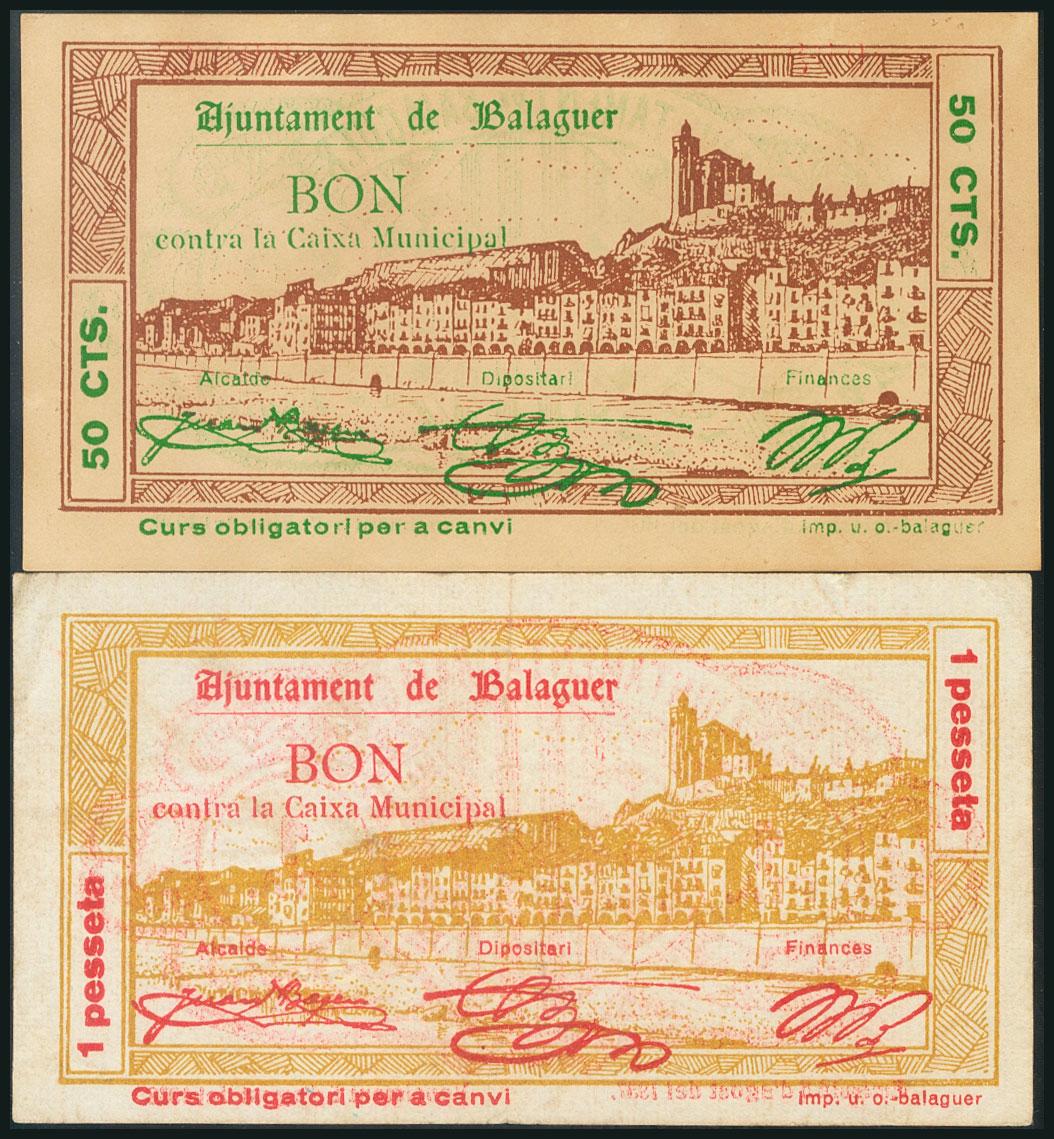 Ajuntament de Balaguer
BON
contra la Caixa Municipal
50 CTS.
50 CTS.
Alcalde
Dipositari
Finances
Curs obligatori per a canvi
Imp. u. o.-balaguer
Ajuntament de Balaguer
BON
contra la Caixa Municipal
1 pesseta
1 pesseta
Alcalde
Dipositari
Finances
Curs obligatori per a canvi
Imp. u. o.-balaguer